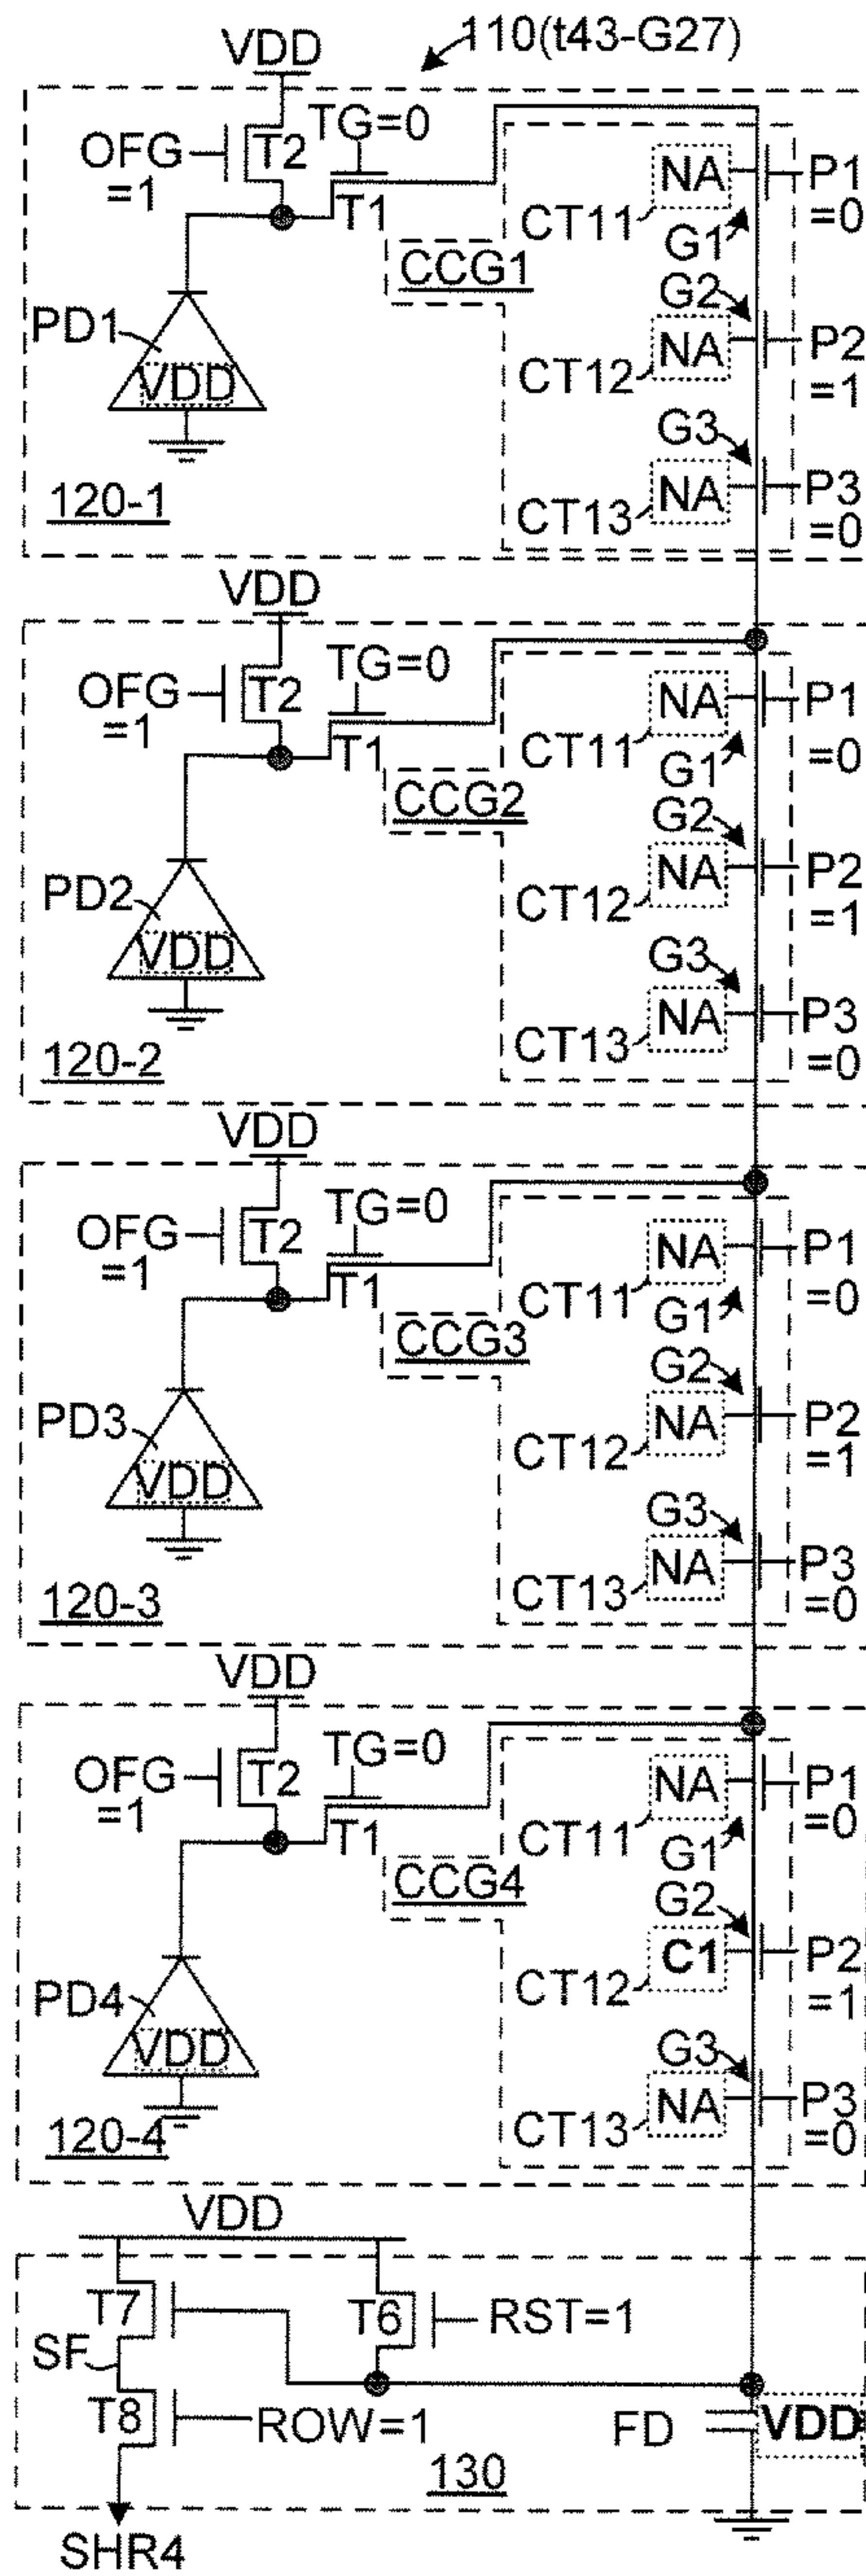 110(t43-G27)
VDD
OFG
=1
T2
TG=0
T1
CCG1
NA
CT11
G1
P1
=0
G2
NA
CT12
P2
=1
G3
NA
CT13
P3
=0
PD1
VDD
120-1
VDD
OFG
=1
T2
TG=0
T1
CCG2
NA
CT11
G1
P1
=0
G2
NA
CT12
P2
=1
G3
NA
CT13
P3
=0
PD2
VDD
120-2
VDD
OFG
=1
T2
TG=0
T1
CCG3
NA
CT11
G1
P1
=0
G2
NA
CT12
P2
=1
G3
NA
CT13
P3
=0
PD3
VDD
120-3
VDD
OFG
=1
T2
TG=0
T1
CCG4
NA
CT11
G1
P1
=0
G2
C1
CT12
P2
=1
G3
NA
CT13
P3
=0
PD4
VDD
120-4
VDD
T7
T6
RST=1
SF
T8
ROW=1
FD
VDD
130
SHR4